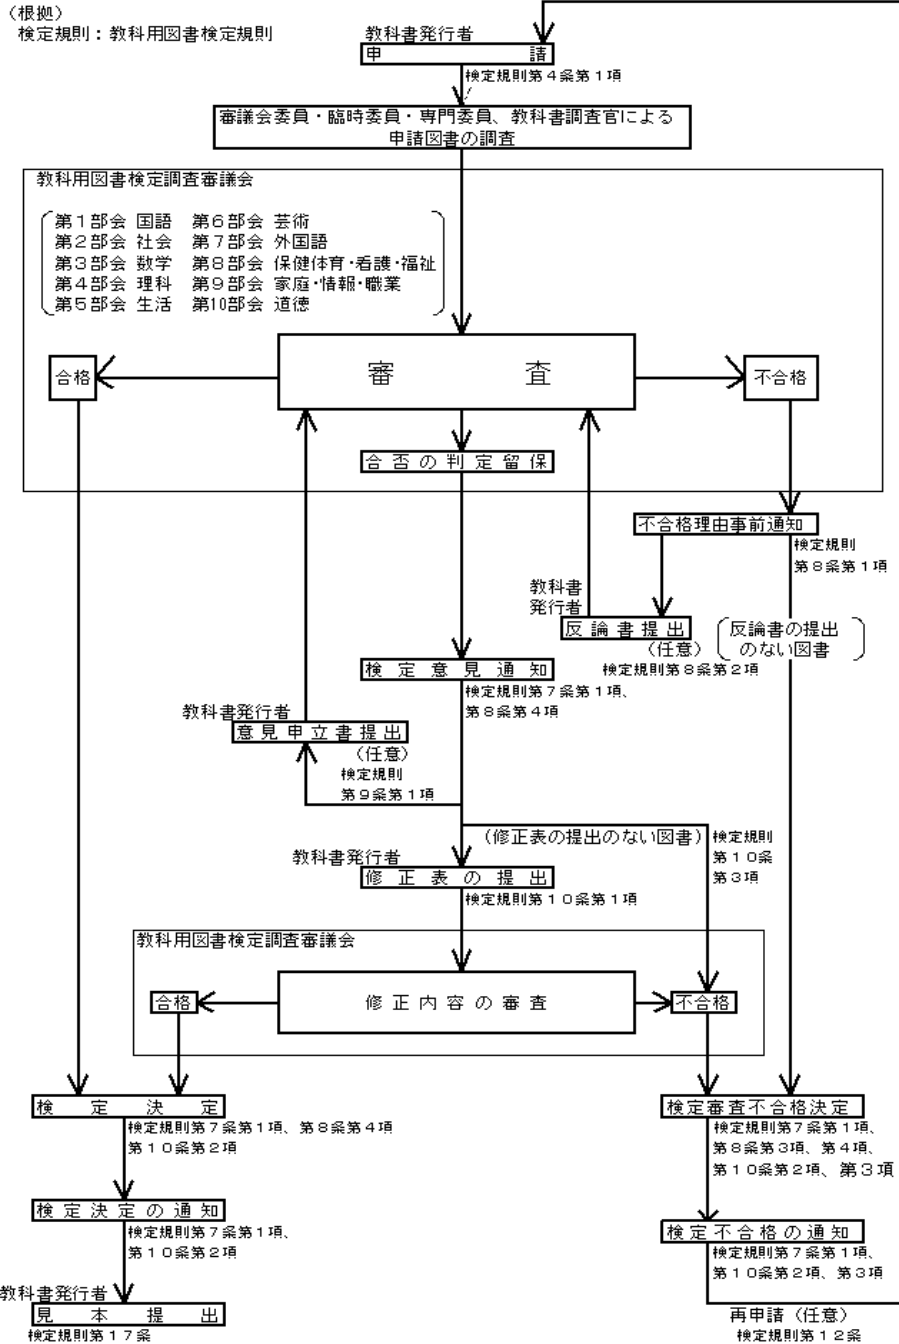 （根拠）
検定規則：教科用図書検定規則
教科書発行者
申請
検定規則第４条第１項
審議会委員・臨時委員・専門委員、教科書調査官による
申請図書の調査
教科用図書検定調査審議会
第１部会 国語 第６部会 芸術
第２部会 社会 第７部会 外国語
第３部会 数学 第８部会 保健体育・看護・福祉
第４部会 理科 第９部会 家庭・情報・職業
第５部会 生活 第10部会 道徳
審査
合格
不合格
合否の判定留保
不合格理由事前通知
検定規則
第８条第１項
教科書
発行者
反論書提出
（任意）
検定規則第８条第２項
反論書の提出
のない図書
検定意見通知
検定規則第７条第１項、
第８条第４項
教科書発行者
意見申立書提出
（任意）
検定規則
第９条第１項
（修正表の提出のない図書）
検定規則
第１０条
第３項
教科書発行者
修正表の提出
検定規則第１０条第１項
教科用図書検定調査審議会
合格
修正内容の審査
不合格
検定決定
検定規則第７条第１項、第８条第４項
第１０条第２項
検定審査不合格決定
検定規則第７条第１項、
第８条第３項、第４項、
第１０条第２項、第３項
検定決定の通知
検定規則第７条第１項、
第１０条第２項
検定不合格の通知
検定規則第７条第１項、
第１０条第２項、第３項
教科書発行者
見本提出
検定規則第１７条
再申請（任意）
検定規則第１２条